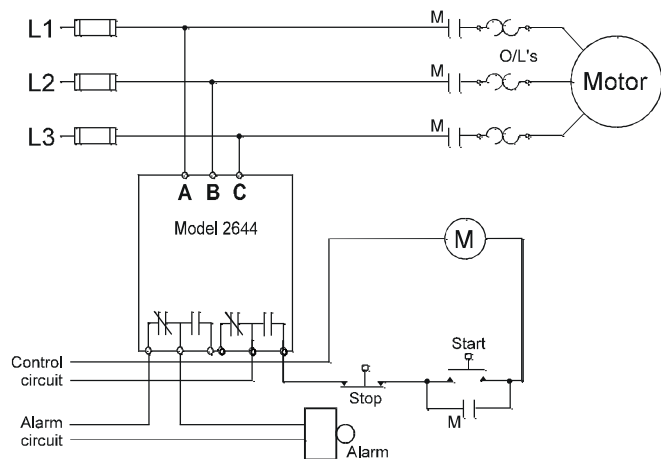 L1
M
O/L's
L2
M
Motor
L3
M
A B C
Model 2644
M
Control
circuit
Start
Stop
M
Alarm
circuit
Alarm